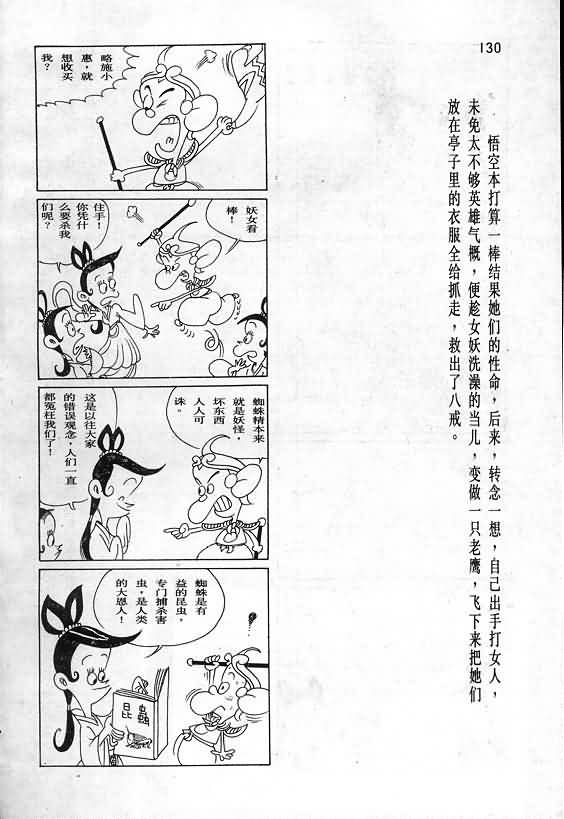 130
悟空本打算一棒结果她们的性命，后来，转念一想，自己出手打女人，
未免太不够英雄气概，便趁女妖洗澡的当儿，变做一只老鹰，飞下来把她们
放在亭子里的衣服全给抓走，救出了八戒。
略施小
惠，就
想收买
我？
妖女看
棒！
住手！
你凭什
么要杀我
们呢？
蜘蛛精本来
就是妖怪，
坏东西
人人可
诛。
这是以往大家
的错误观念，人们一直
都冤枉我们了！
蜘蛛是有
益的昆虫，
专门捕杀害
虫，是人类
的大恩人！
昆蟲